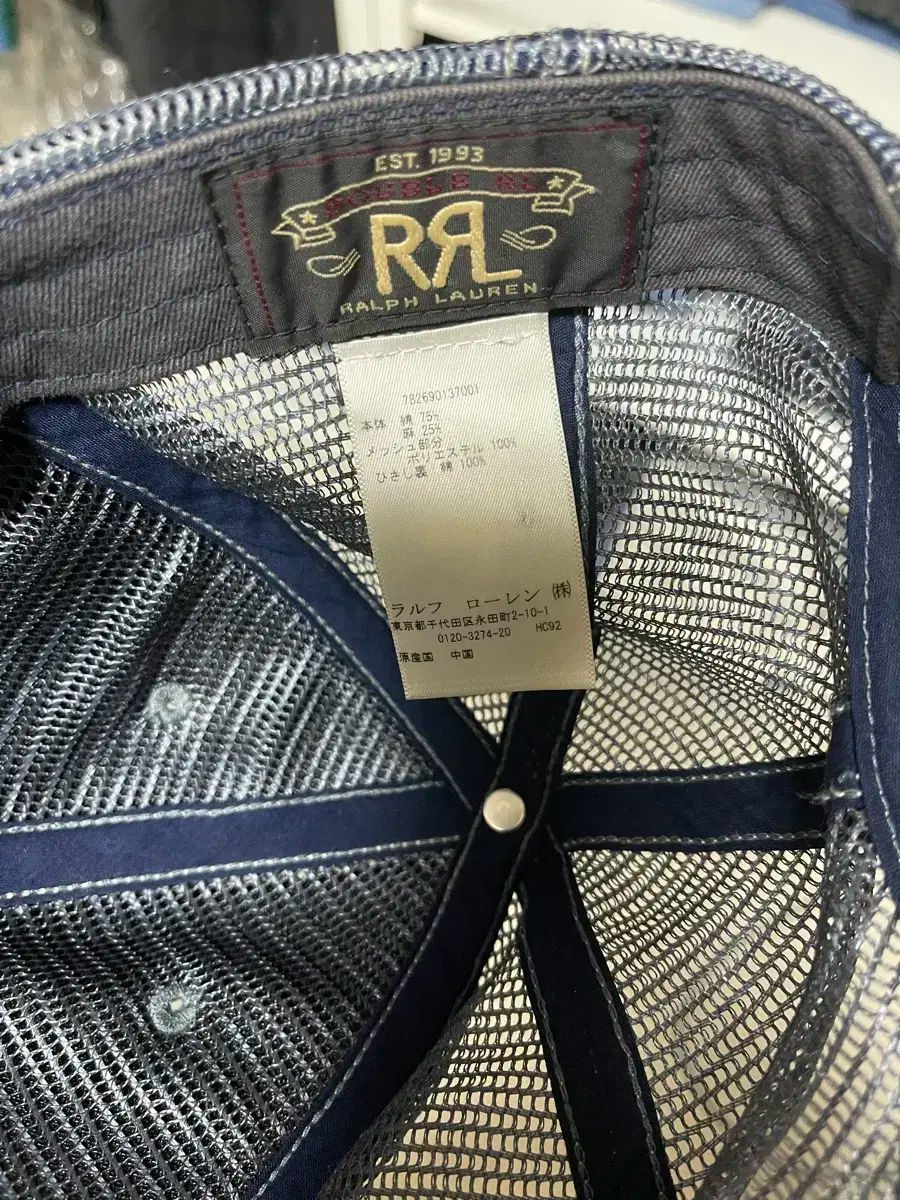 EST. 1993
DOUBLE RL
RRL
RALPH LAUREN
782690137001
本体 綿 75%
麻 25%
メッシュ部分
ポリエステル 100%
ひさし裏 綿 100%
ラルフ ローレン ㈱
東京都千代田区永田町2-10-1
0120-3274-20 HC92
原産国 中国